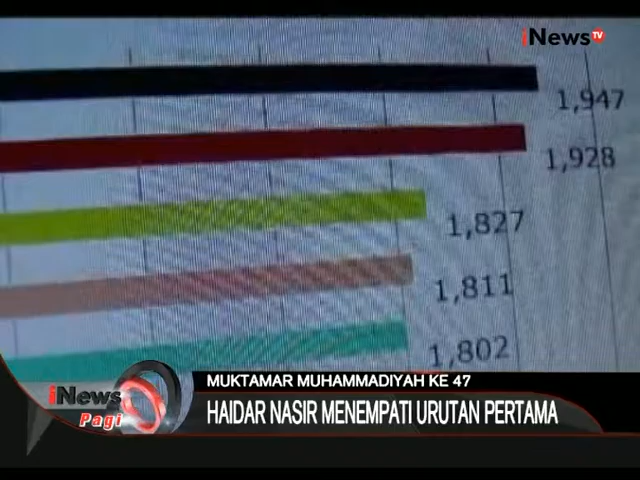 iNews TV
1,947
1,928
1,827
1,811
1,802
MUKTAMAR MUHAMMADIYAH KE 47
iNews
Pagi
HAIDAR NASIR MENEMPATI URUTAN PERTAMA